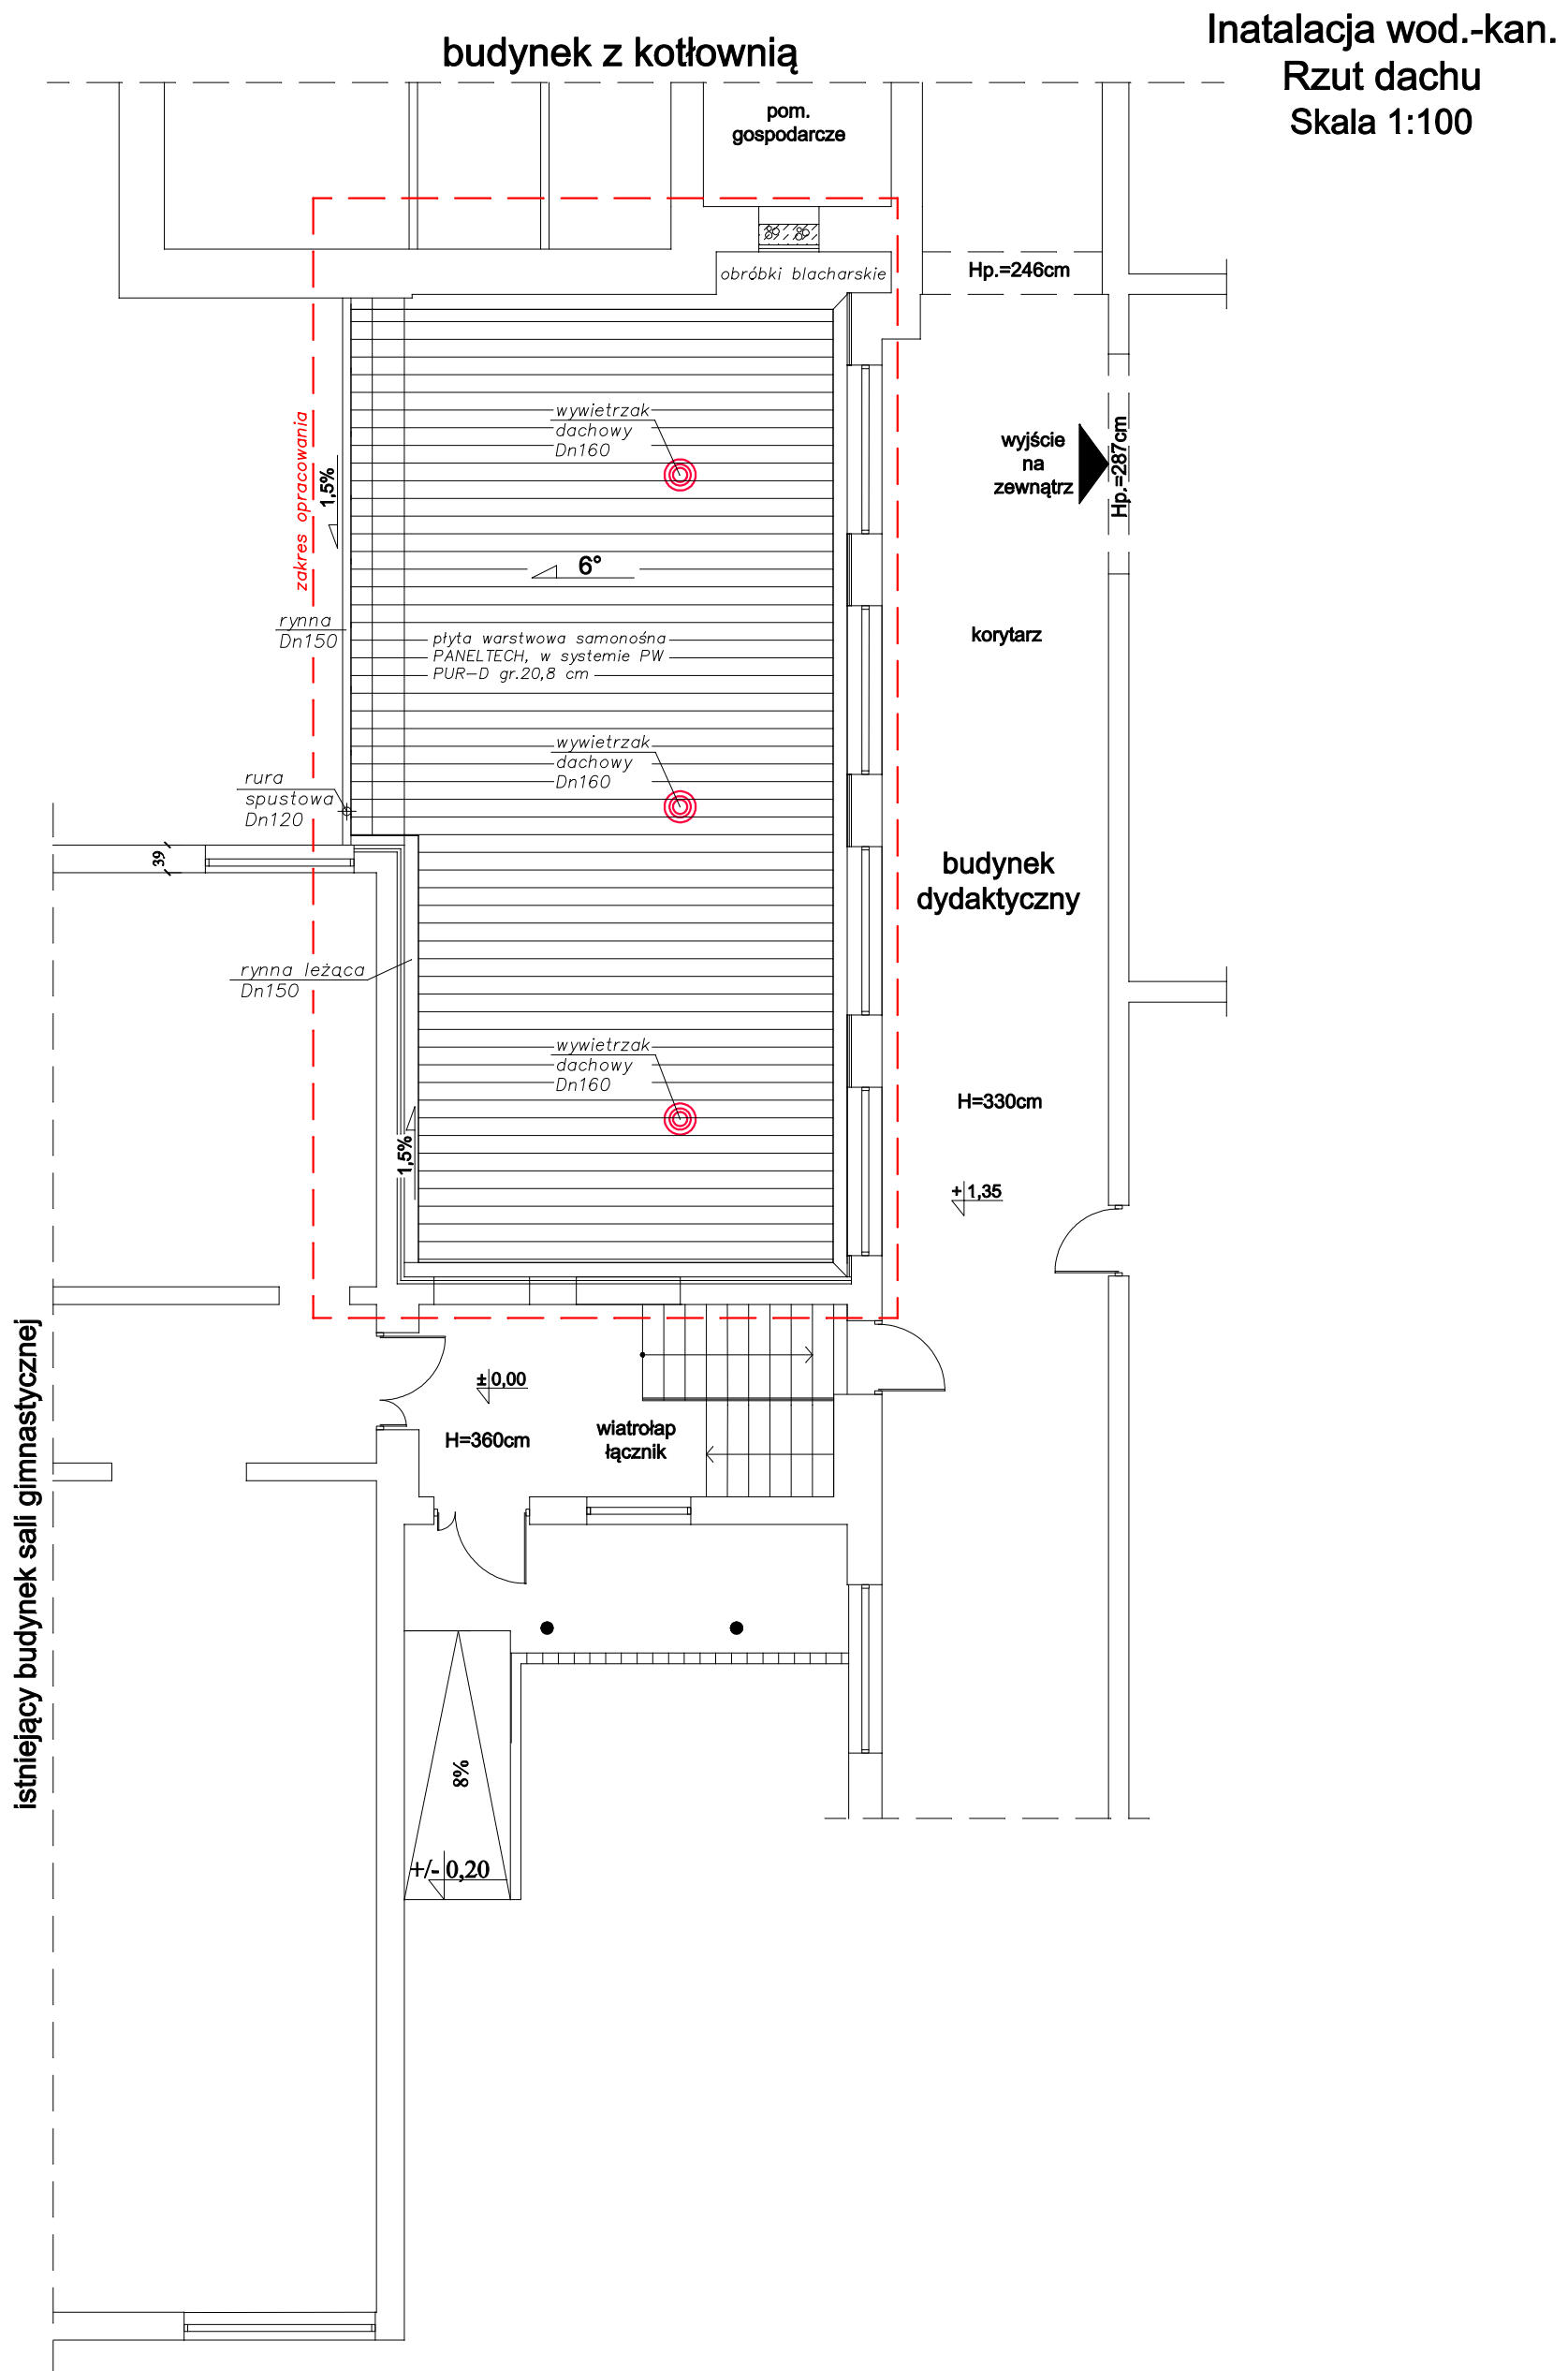 budynek z kotłownią
Inatalacja wod.-kan.
Rzut dachu
Skala 1:100
pom.
gospodarcze
89 89
obróbki blacharskie
Hp.=246cm
zakres opracowania
1,5%
wywietrzak
dachowy
Dn160
wyjście
na
zewnątrz
Hp.=287cm
6°
rynna
Dn150
płyta warstwowa samonośna
PANELTECH, w systemie PW
PUR-D gr.20,8 cm
korytarz
wywietrzak
dachowy
Dn160
rura
spustowa
Dn120
39
budynek
dydaktyczny
rynna leżąca
Dn150
wywietrzak
dachowy
Dn160
1,5%
H=330cm
+ 1,35
± 0,00
H=360cm
wiatrołap
łącznik
istniejący budynek sali gimnastycznej
8%
+/- 0,20